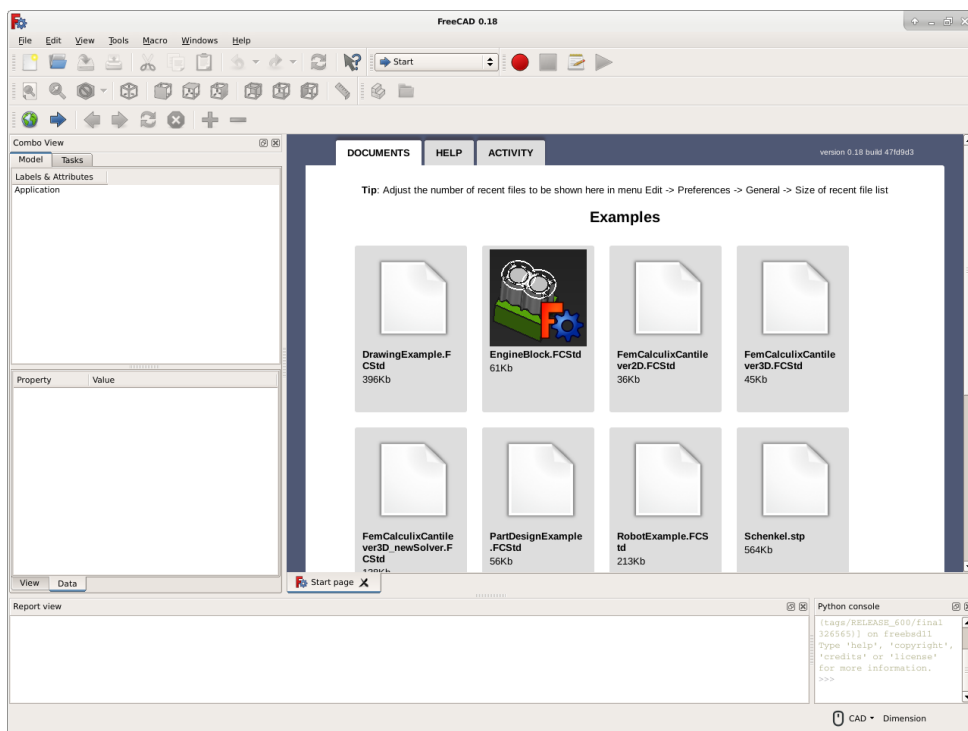 FreeCAD 0.18
File Edit View Tools Macro Windows Help
Start
Combo View
Model Tasks
Labels & Attributes
Application
Property Value
View Data
DOCUMENTS HELP ACTIVITY
version 0.18 build 47fd9d3
Tip: Adjust the number of recent files to be shown here in menu Edit -> Preferences -> General -> Size of recent file list
Examples
DrawingExample.F
CStd
396Kb
EngineBlock.FCStd
61Kb
FemCalculixCantile
ver2D.FCStd
36Kb
FemCalculixCantile
ver3D.FCStd
45Kb
FemCalculixCantile
ver3D_newSolver.F
CStd
PartDesignExample
.FCStd
56Kb
RobotExample.FCS
td
213Kb
Schenkel.stp
564Kb
Start page
Report view
Python console
(tags/RELEASE_600/final
326565)] on freebsd11
Type 'help', 'copyright',
'credits' or 'license'
for more information.
>>>
CAD Dimension